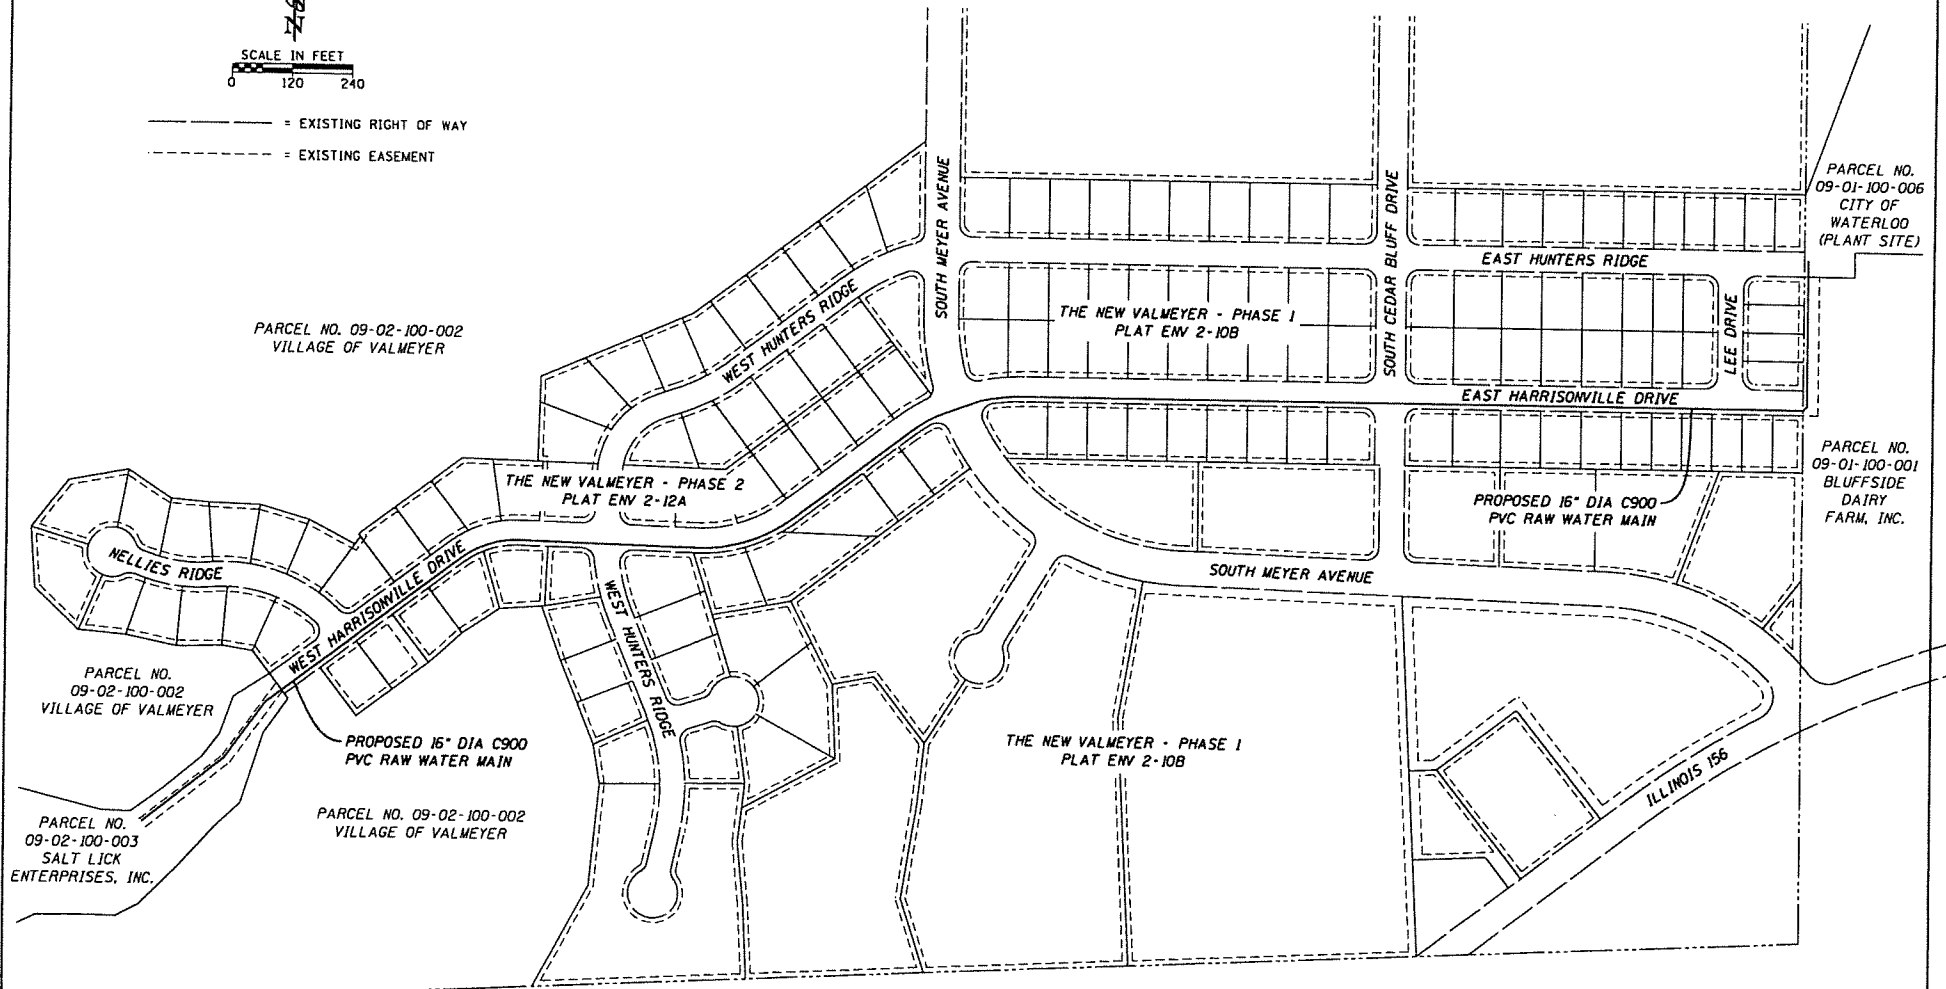 N
SCALE IN FEET
0 120 240
= EXISTING RIGHT OF WAY
= EXISTING EASEMENT
PARCEL NO.
09-01-100-006
CITY OF
WATERLOO
(PLANT SITE)
SOUTH MEYER AVENUE
SOUTH CEDAR BLUFF DRIVE
EAST HUNTERS RIDGE
WEST HUNTERS RIDGE
THE NEW VALMEYER - PHASE 1
PLAT ENV 2-10B
LEE DRIVE
PARCEL NO. 09-02-100-002
VILLAGE OF VALMEYER
EAST HARRISONVILLE DRIVE
PARCEL NO.
09-01-100-001
BLUFFSIDE
DAIRY
FARM, INC.
THE NEW VALMEYER - PHASE 2
PLAT ENV 2-12A
PROPOSED 16" DIA C900
PVC RAW WATER MAIN
NELLIES RIDGE
WEST HARRISONVILLE DRIVE
SOUTH MEYER AVENUE
WEST HUNTERS RIDGE
PARCEL NO.
09-02-100-002
VILLAGE OF VALMEYER
PROPOSED 16" DIA C900
PVC RAW WATER MAIN
THE NEW VALMEYER - PHASE 1
PLAT ENV 2-10B
ILLINOIS 156
PARCEL NO. 09-02-100-002
VILLAGE OF VALMEYER
PARCEL NO.
09-02-100-003
SALT LICK
ENTERPRISES, INC.